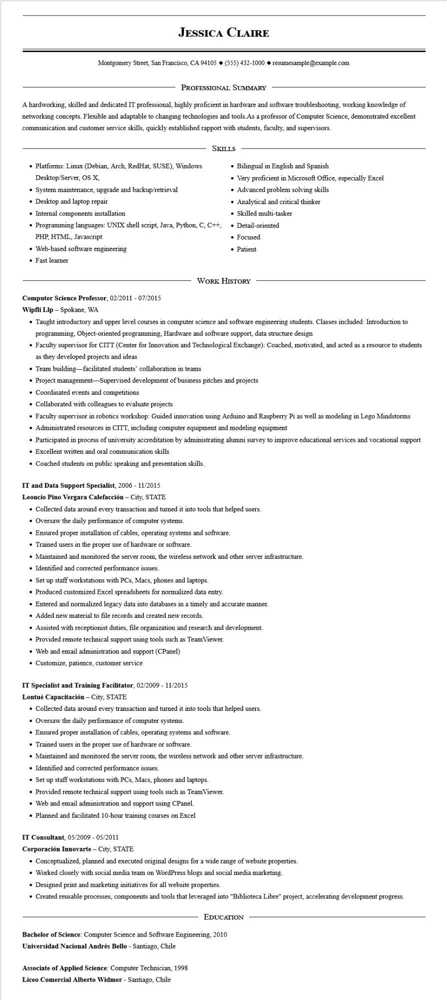 Jessica Claire
Montgomery Street, San Francisco, CA 94105 ◆ (555) 432-1000 ◆ resumesample@example.com
Professional Summary
A hardworking, skilled and dedicated IT professional, highly proficient in hardware and software troubleshooting, working knowledge of
networking concepts. Flexible and adaptable to changing technologies and tools.As a professor of Computer Science, demonstrated excellent
communication and customer service skills, quickly established rapport with students, faculty, and supervisors.
Skills
• Platforms: Linux (Debian, Arch, RedHat, SUSE), Windows
Desktop/Server, OS X,
• System maintenance, upgrade and backup/retrieval
• Desktop and laptop repair
• Internal components installation
• Programming languages: UNIX shell script, Java, Python, C, C++,
PHP, HTML, Javascript
• Web-based software engineering
• Fast learner
• Bilingual in English and Spanish
• Very proficient in Microsoft Office, especially Excel
• Advanced problem solving skills
• Analytical and critical thinker
• Skilled multi-tasker
• Detail-oriented
• Focused
• Patient
Work History
Computer Science Professor, 02/2011 - 07/2015
Wipfli Llp – Spokane, WA
• Taught introductory and upper level courses in computer science and software engineering students. Classes included: Introduction to
programming, Object-oriented programming, Hardware and software support, data structure design
• Faculty supervisor for CITT (Center for Innovation and Technological Exchange): Coached, motivated, and acted as a resource to students
as they developed projects and ideas
• Team building—facilitated students’ collaboration in teams
• Project management—Supervised development of business pitches and projects
• Coordinated events and competitions
• Collaborated with colleagues to evaluate projects
• Faculty supervisor in robotics workshop: Guided innovation using Arduino and Raspberry Pi as well as modeling in Lego Mindstorms
• Administrated resources in CITT, including computer equipment and modeling equipment
• Participated in process of university accreditation by administrating alumni survey to improve educational services and vocational support
• Excellent written and oral communication skills
• Coached students on public speaking and presentation skills.
IT and Data Support Specialist, 2006 - 11/2015
Leoncio Pino Vergara Calefacción – City, STATE
• Collected data around every transaction and turned it into tools that helped users.
• Oversaw the daily performance of computer systems.
• Ensured proper installation of cables, operating systems and software.
• Trained users in the proper use of hardware or software.
• Maintained and monitored the server room, the wireless network and other server infrastructure.
• Identified and corrected performance issues.
• Set up staff workstations with PCs, Macs, phones and laptops.
• Produced customized Excel spreadsheets for normalized data entry.
• Entered and normalized legacy data into databases in a timely and accurate manner.
• Added new material to file records and created new records.
• Assisted with receptionist duties, file organization and research and development.
• Provided remote technical support using tools such as TeamViewer.
• Web and email administration and support (CPanel)
• Customize, patience, customer service
IT Specialist and Training Facilitator, 02/2009 - 11/2015
Lontué Capacitación – City, STATE
• Collected data around every transaction and turned it into tools that helped users.
• Oversaw the daily performance of computer systems.
• Ensured proper installation of cables, operating systems and software.
• Trained users in the proper use of hardware or software.
• Maintained and monitored the server room, the wireless network and other server infrastructure.
• Identified and corrected performance issues.
• Set up staff workstations with PCs, Macs, phones and laptops.
• Provided remote technical support using tools such as TeamViewer.
• Web and email administration and support using CPanel.
• Planned and facilitated 10-hour training courses on Excel
IT Consultant, 05/2009 - 05/2011
Corporación Innovarte – City, STATE
• Conceptualized, planned and executed original designs for a wide range of website properties.
• Worked closely with social media team on WordPress blogs and social media marketing.
• Designed print and marketing initiatives for all website properties.
• Created reusable processes, components and tools that leveraged into "Biblioteca Libre" project, accelerating development progress.
Education
Bachelor of Science: Computer Science and Software Engineering, 2010
Universidad Nacional Andrés Bello - Santiago, Chile
Associate of Applied Science: Computer Technician, 1998
Liceo Comercial Alberto Widmer - Santiago, Chile